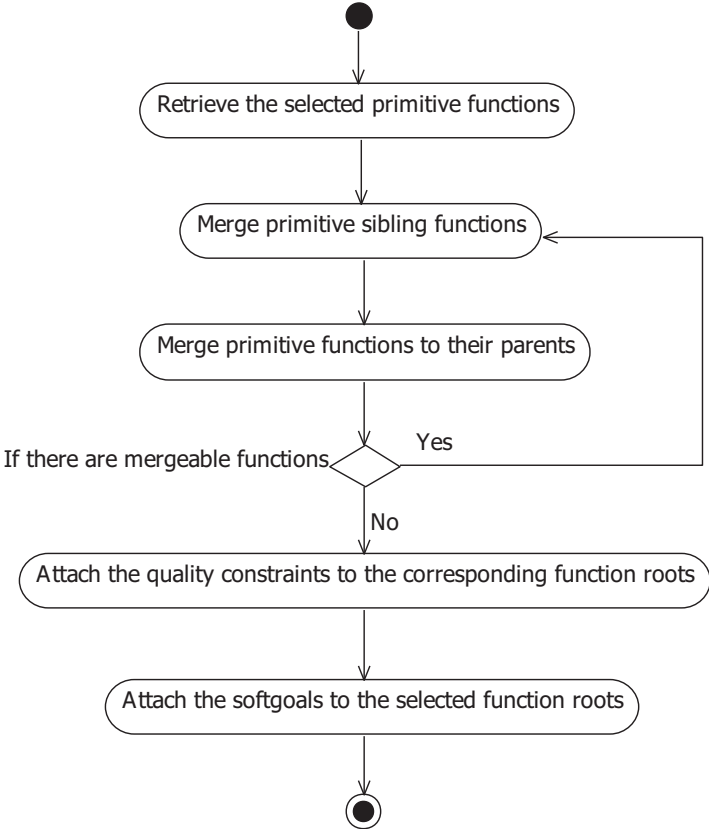 Retrieve the selected primitive functions
Merge primitive sibling functions
Merge primitive functions to their parents
Yes
If there are mergeable functions
No
Attach the quality constraints to the corresponding function roots
Attach the softgoals to the selected function roots